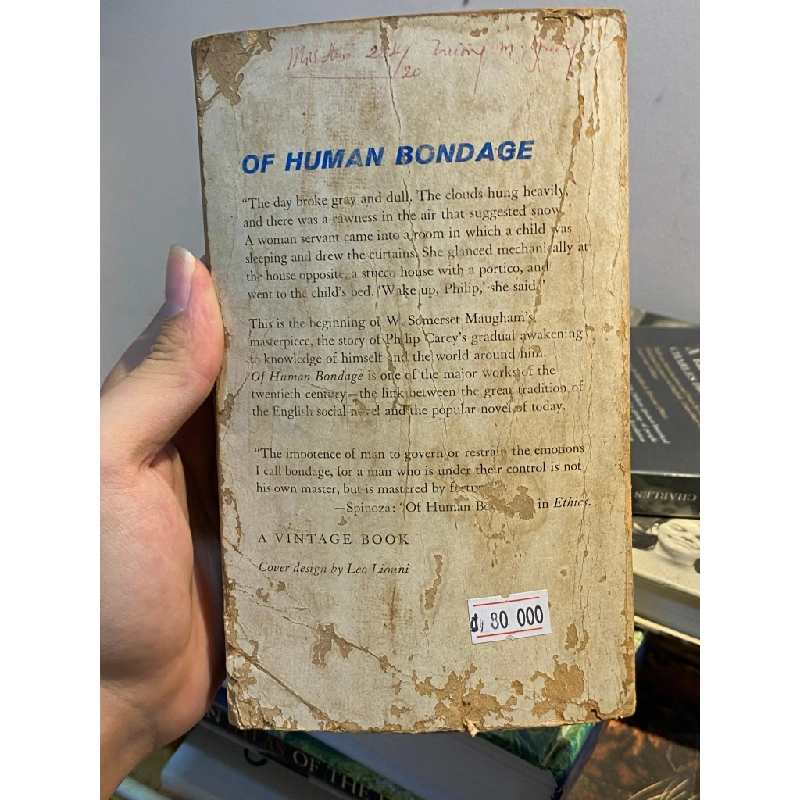 OF HUMAN BONDAGE
"The day broke gray and dull. The clouds hung heavily,
and there was a rawness in the air that suggested snow.
A woman servant came into a room in which a child was
sleeping and drew the curtains. She glanced mechanically at
the house opposite, a stucco house with a portico, and
went to the child's bed. 'Wake up, Philip,' she said."
This is the beginning of W. Somerset Maugham's
masterpiece, the story of Philip Carey's gradual awakening
to knowledge of himself and the world around him.
Of Human Bondage is one of the major works of the
twentieth century—the link between the great tradition of
the English social novel and the popular novel of today.
"The impotence of man to govern or restrain the emotions
I call bondage, for a man who is under their control is not
his own master, but is mastered by
—Spinoza: 'Of Human in Ethics.
A VINTAGE BOOK
Cover design by Leo Lionni
đ, 80 000
CHARLES
OF THE